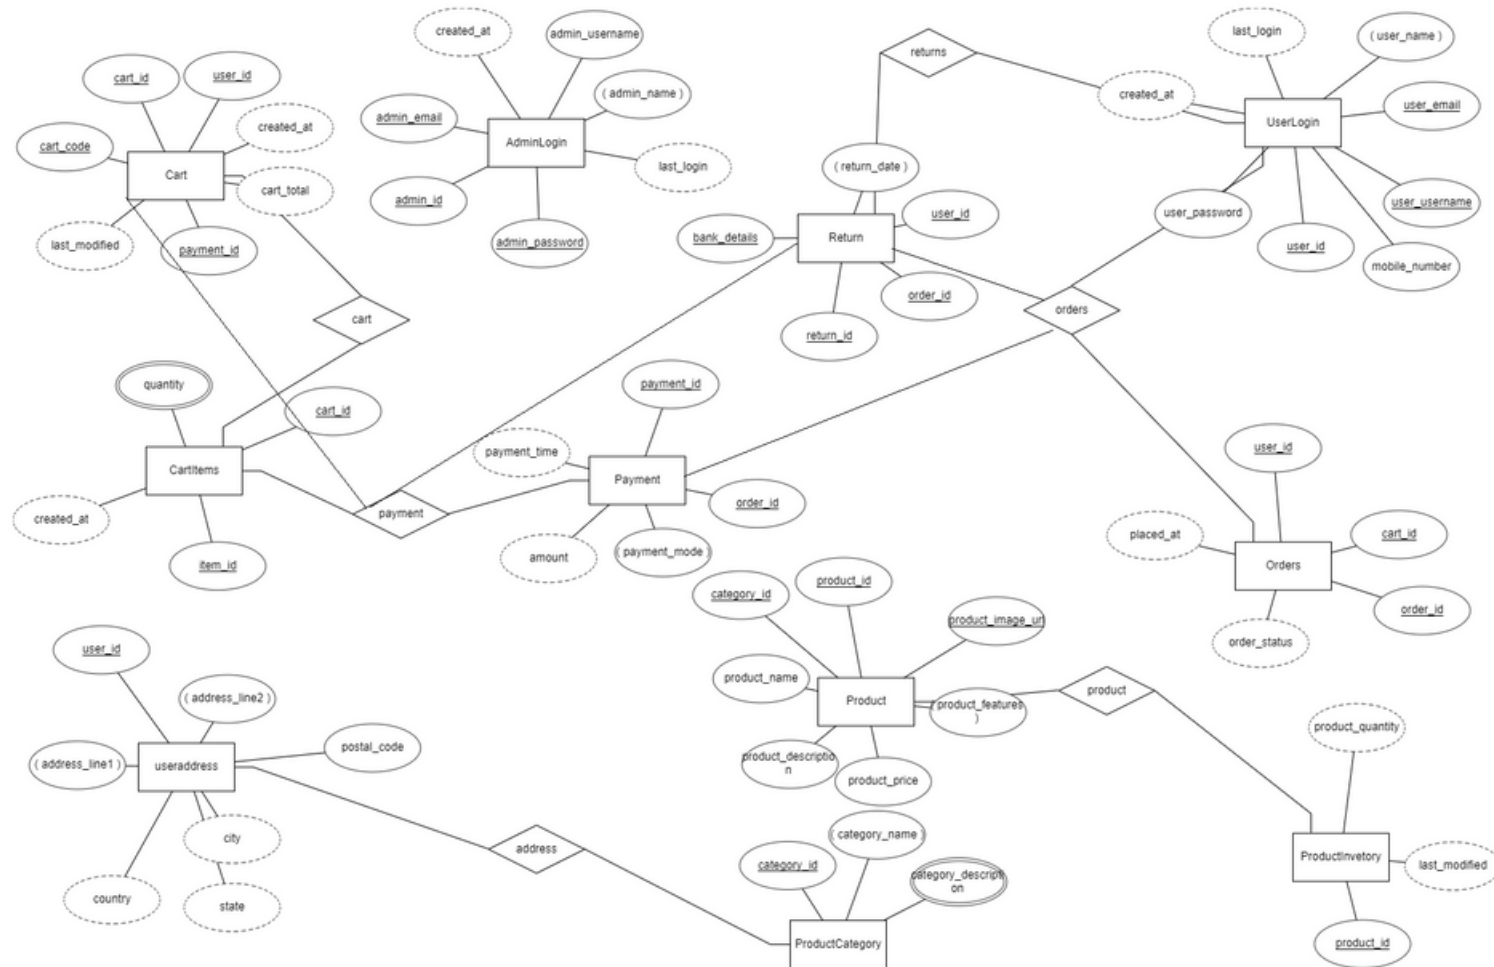 created_at
admin_username
returns
last_login
( user_name )
cart_id
user_id
created_at
( admin_name )
user_email
admin_email
UserLogin
created_at
cart_code
AdminLogin
last_login
( return_date )
Cart
cart_total
admin_id
user_username
user_id
user_password
bank_details
Return
last_modified
payment_id
admin_password
user_id
mobile_number
order_id
orders
cart
return_id
quantity
cart_id
payment_id
user_id
payment_time
CartItems
Payment
order_id
payment
created_at
placed_at
cart_id
amount
( payment_mode )
item_id
Orders
product_id
category_id
order_id
product_image_url
user_id
order_status
product_name
product
( address_line2 )
Product
( product_features
)
product_quantity
postal_code
( address_line1 )
useraddress
product_descriptio
n
product_price
city
address
( category_name )
category_id
ProductInvetory
last_modified
category_descripti
on
country
state
ProductCategory
product_id